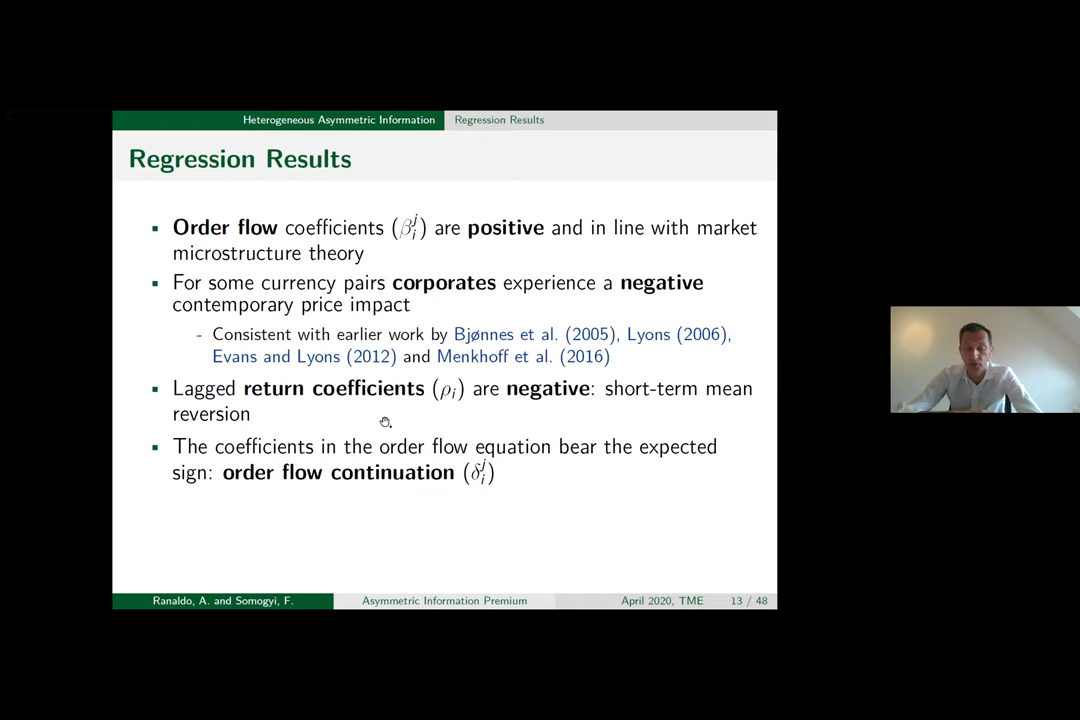 Heterogeneous Asymmetric Information Regression Results
Regression Results
▪ Order flow coefficients (βᵢʲ) are positive and in line with market
microstructure theory
▪ For some currency pairs corporates experience a negative
contemporary price impact
- Consistent with earlier work by Bjønnes et al. (2005), Lyons (2006),
Evans and Lyons (2012) and Menkhoff et al. (2016)
▪ Lagged return coefficients (ρᵢ) are negative: short-term mean
reversion
▪ The coefficients in the order flow equation bear the expected
sign: order flow continuation (δᵢʲ)
Ranaldo, A. and Somogyi, F. Asymmetric Information Premium April 2020, TME 13 / 48